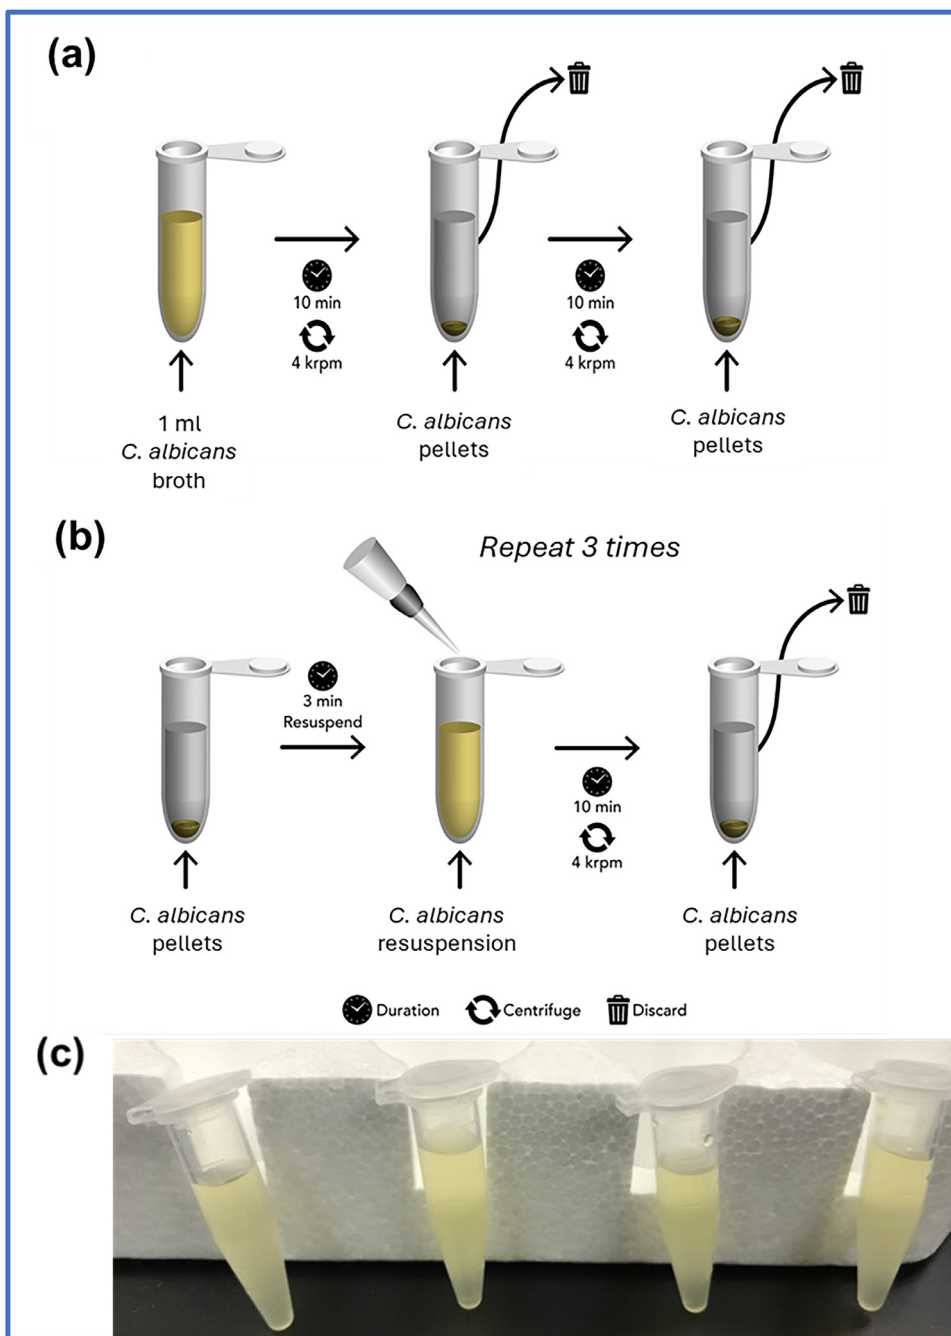 (a)
10 min
4 krpm
10 min
4 krpm
1 ml
C. albicans
broth
C. albicans
pellets
C. albicans
pellets
(b)
Repeat 3 times
3 min
Resuspend
10 min
4 krpm
C. albicans
pellets
C. albicans
resuspension
C. albicans
pellets
Duration
Centrifuge
Discard
(c)